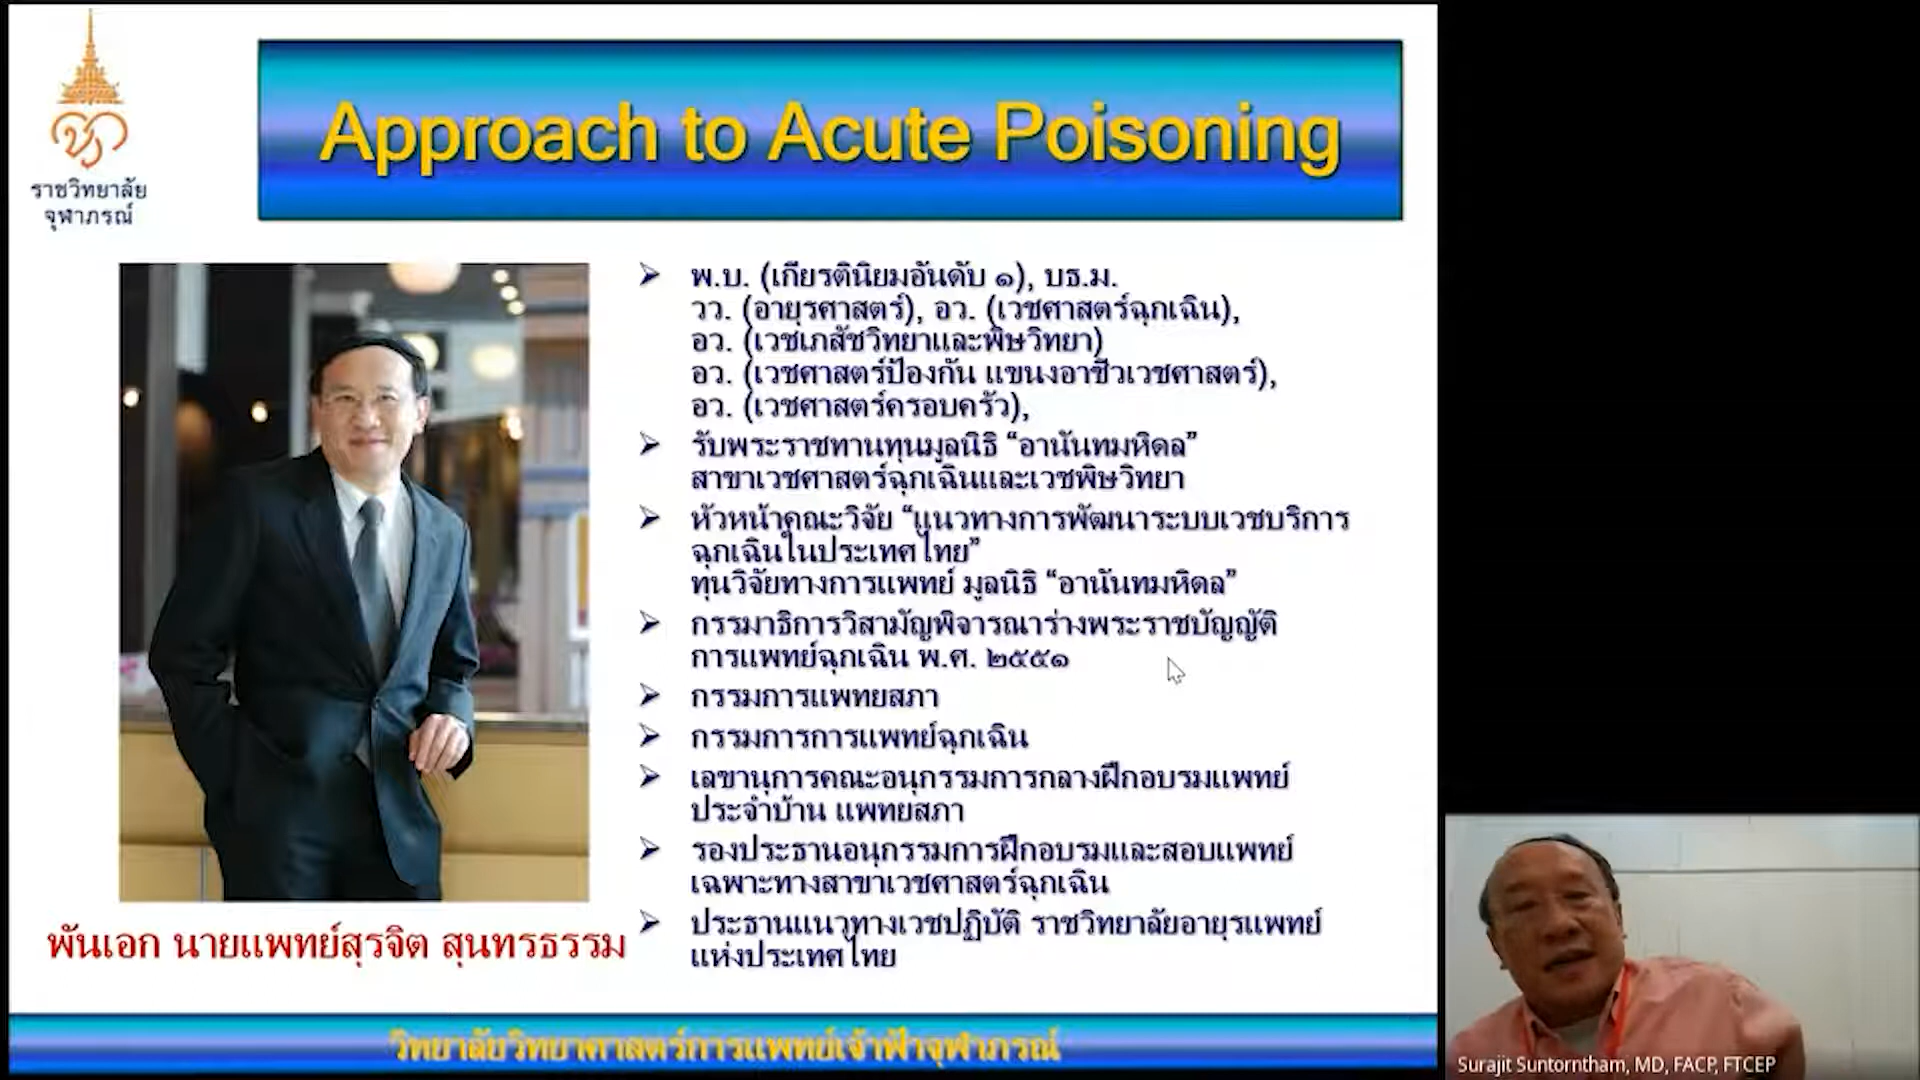 ราชวิทยาลัย
จุฬาภรณ์
Approach to Acute Poisoning
พ.บ. (เกียรตินิยมอันดับ ๑), บธ.ม.
วว. (อายุรศาสตร์), อว. (เวชศาสตร์ฉุกเฉิน),
อว. (เวชเภสัชวิทยาและพิษวิทยา)
อว. (เวชศาสตร์ป้องกัน แขนงอาชีวเวชศาสตร์),
อว. (เวชศาสตร์ครอบครัว),
รับพระราชทานทุนมูลนิธิ “อานันทมหิดล”
สาขาเวชศาสตร์ฉุกเฉินและเวชพิษวิทยา
หัวหน้าคณะวิจัย “แนวทางการพัฒนาระบบเวชบริการ
ฉุกเฉินในประเทศไทย”
ทุนวิจัยทางการแพทย์ มูลนิธิ “อานันทมหิดล”
กรรมาธิการวิสามัญพิจารณาร่างพระราชบัญญัติ
การแพทย์ฉุกเฉิน พ.ศ. ๒๕๕๑
กรรมการแพทยสภา
กรรมการการแพทย์ฉุกเฉิน
เลขานุการคณะอนุกรรมการกลางฝึกอบรมแพทย์
ประจำบ้าน แพทยสภา
รองประธานอนุกรรมการฝึกอบรมและสอบแพทย์
เฉพาะทางสาขาเวชศาสตร์ฉุกเฉิน
ประธานแนวทางเวชปฏิบัติ ราชวิทยาลัยอายุรแพทย์
แห่งประเทศไทย
พันเอก นายแพทย์สุรจิต สุนทรธรรม
วิทยาลัยวิทยาศาสตร์การแพทย์เจ้าฟ้าจุฬาภรณ์
Surajit Suntorntham, MD, FACP, FTCEP